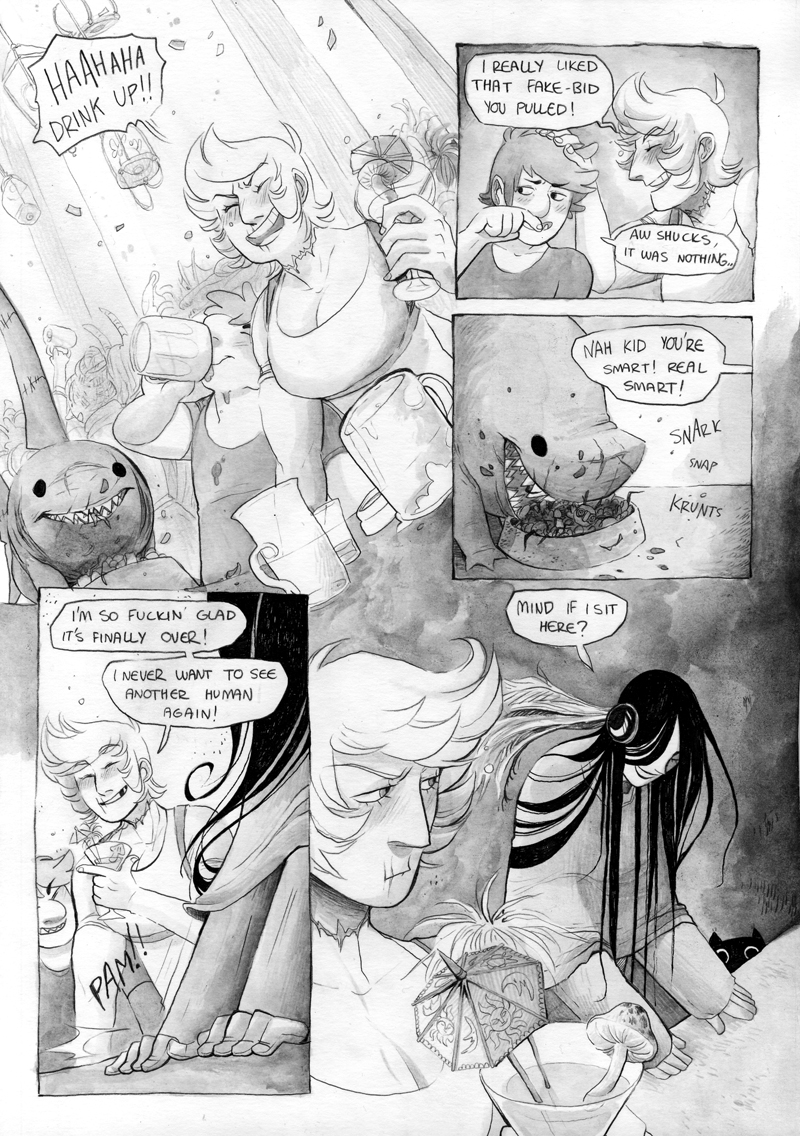 HAAHAHA
DRINK UP!!
I REALLY LIKED
THAT FAKE-BID
YOU PULLED!
AW SHUCKS,
IT WAS NOTHING..
NAH KID YOU'RE
SMART! REAL
SMART!
SNARK
SNAP
KRUNTS
I'M SO FUCKIN' GLAD
IT'S FINALLY OVER!
I NEVER WANT TO SEE
ANOTHER HUMAN
AGAIN!
PAM!!
MIND IF I SIT
HERE?